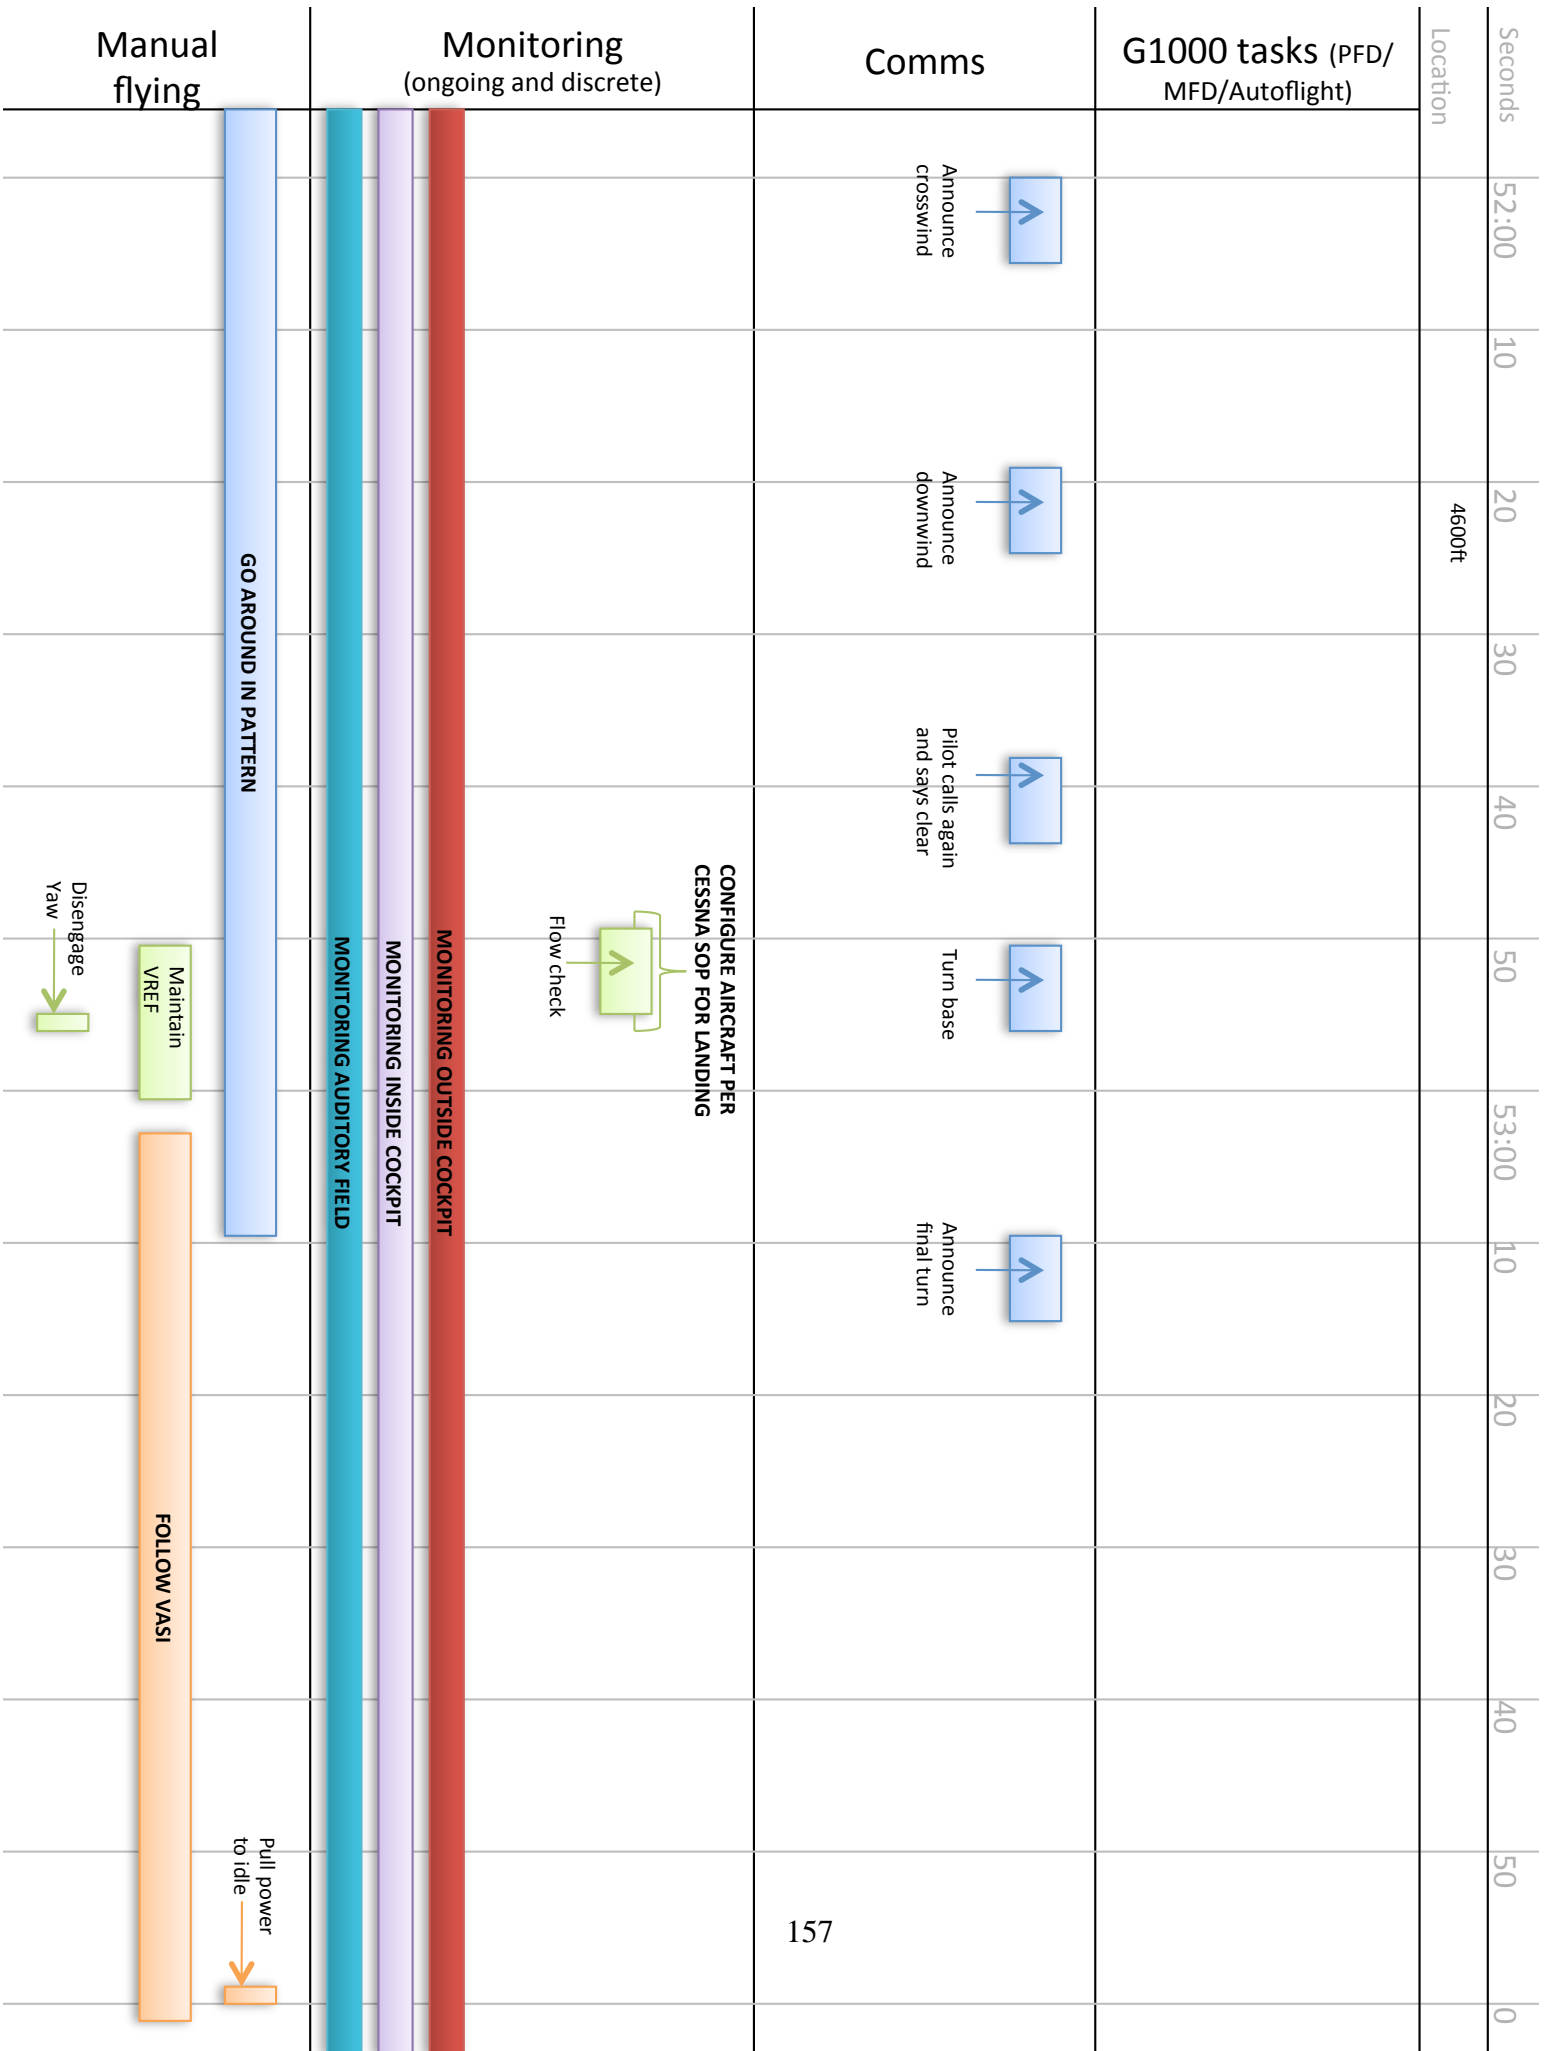 Manual
flying
Monitoring
(ongoing and discrete)
Comms
G1000 tasks (PFD/
MFD/Autoflight)
Location
Seconds
52:00
10
20
30
40
50
53:00
10
20
30
40
50
0
4600ft
Announce
crosswind
Announce
downwind
Pilot calls again
and says clear
Turn base
Announce
final turn
CONFIGURE AIRCRAFT PER
CESSNA SOP FOR LANDING
Flow check
MONITORING OUTSIDE COCKPIT
MONITORING INSIDE COCKPIT
MONITORING AUDITORY FIELD
GO AROUND IN PATTERN
Maintain
VREF
Disengage
Yaw
FOLLOW VASI
Pull power
to idle
157